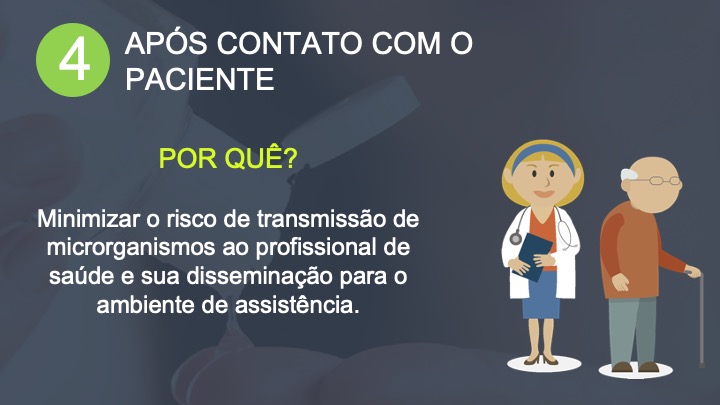 4
APÓS CONTATO COM O
PACIENTE
POR QUÊ?
Minimizar o risco de transmissão de
microrganismos ao profissional de
saúde e sua disseminação para o
ambiente de assistência.